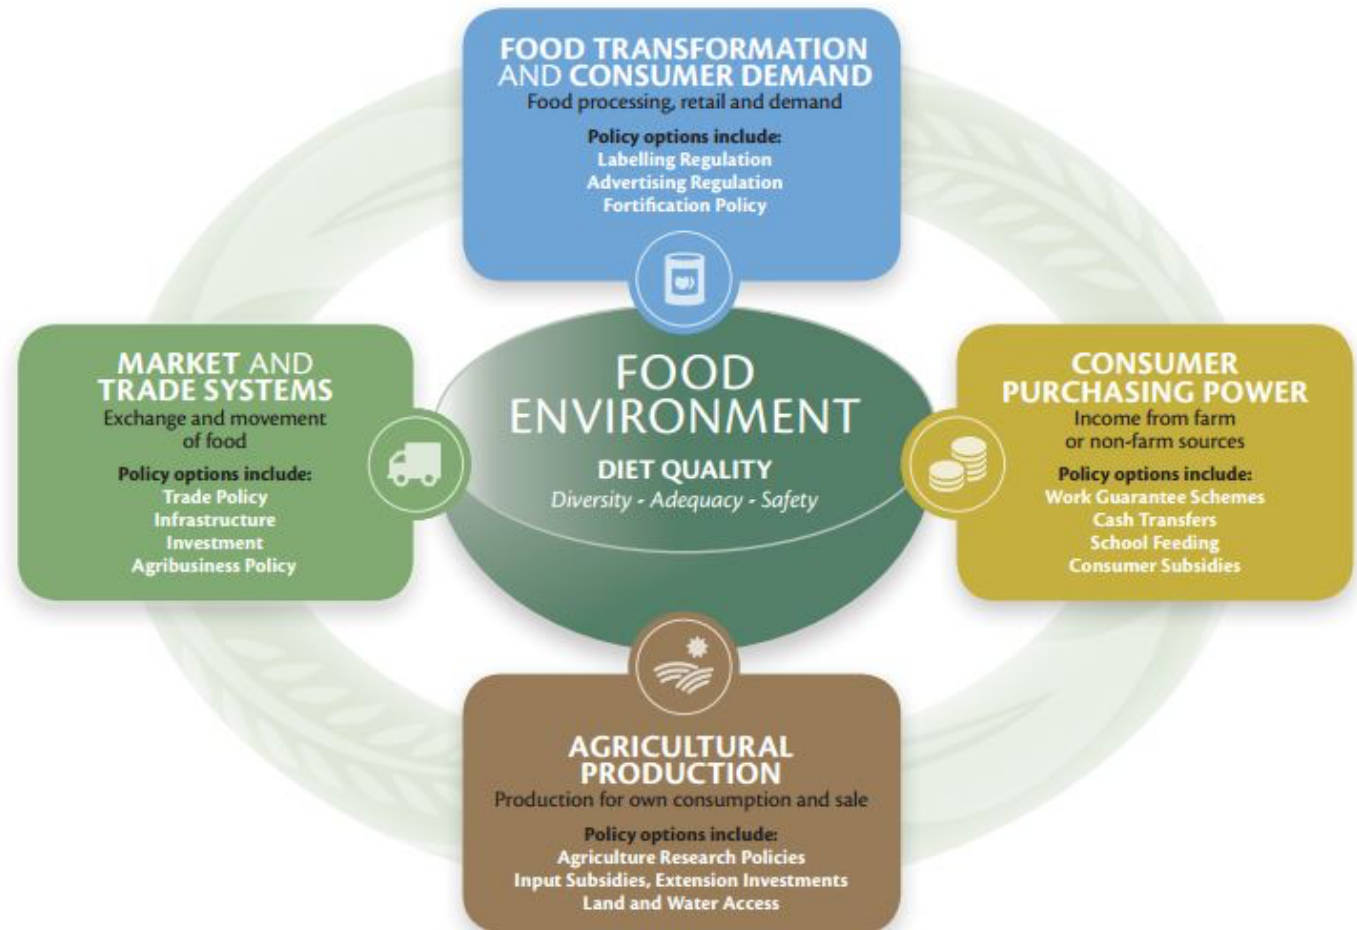 FOOD TRANSFORMATION
AND CONSUMER DEMAND
Food processing, retail and demand
Policy options include:
Labelling Regulation
Advertising Regulation
Fortification Policy
MARKET AND
TRADE SYSTEMS
Exchange and movement
of food
Policy options include:
Trade Policy
Infrastructure
Investment
Agribusiness Policy
FOOD
ENVIRONMENT
DIET QUALITY
Diversity - Adequacy - Safety
CONSUMER
PURCHASING POWER
Income from farm
or non-farm sources
Policy options include:
Work Guarantee Schemes
Cash Transfers
School Feeding
Consumer Subsidies
AGRICULTURAL
PRODUCTION
Production for own consumption and sale
Policy options include:
Agriculture Research Policies
Input Subsidies, Extension Investments
Land and Water Access